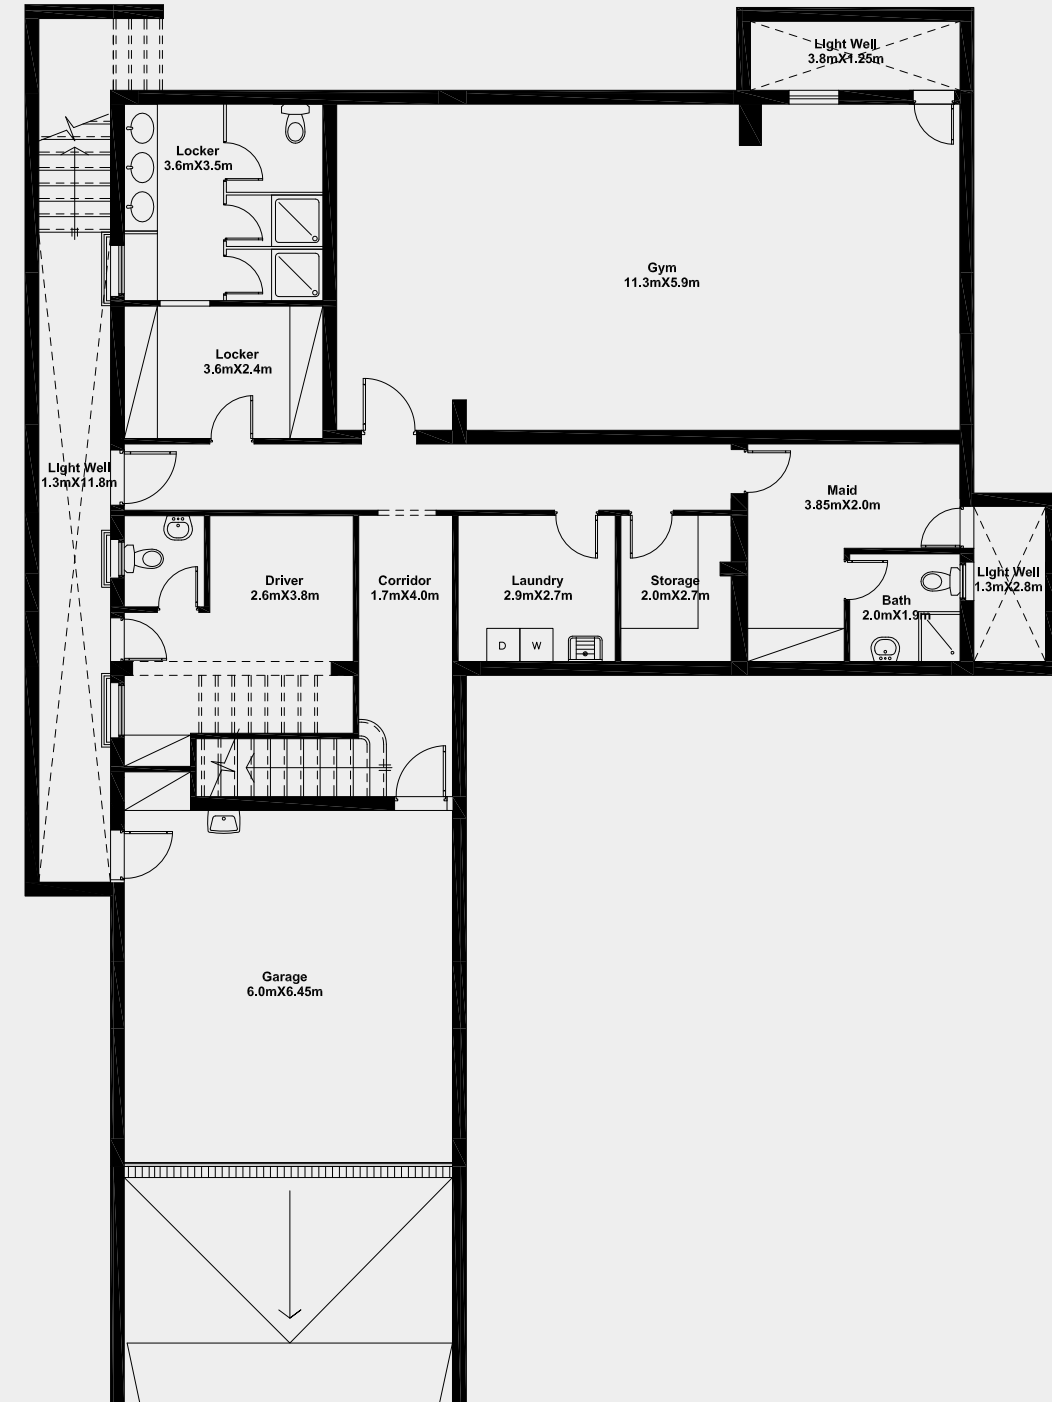 LIght Well
3.8mX1.25m
Locker
3.6mX3.5m
Gym
11.3mX5.9m
Locker
3.6mX2.4m
LIght Well
1.3mX11.8m
Maid
3.85mX2.0m
Driver
2.6mX3.8m
Corridor
1.7mX4.0m
Laundry
2.9mX2.7m
Storage
2.0mX2.7m
LIght Well
1.3mX2.8m
Bath
2.0mX1.9m
D W
Garage
6.0mX6.45m